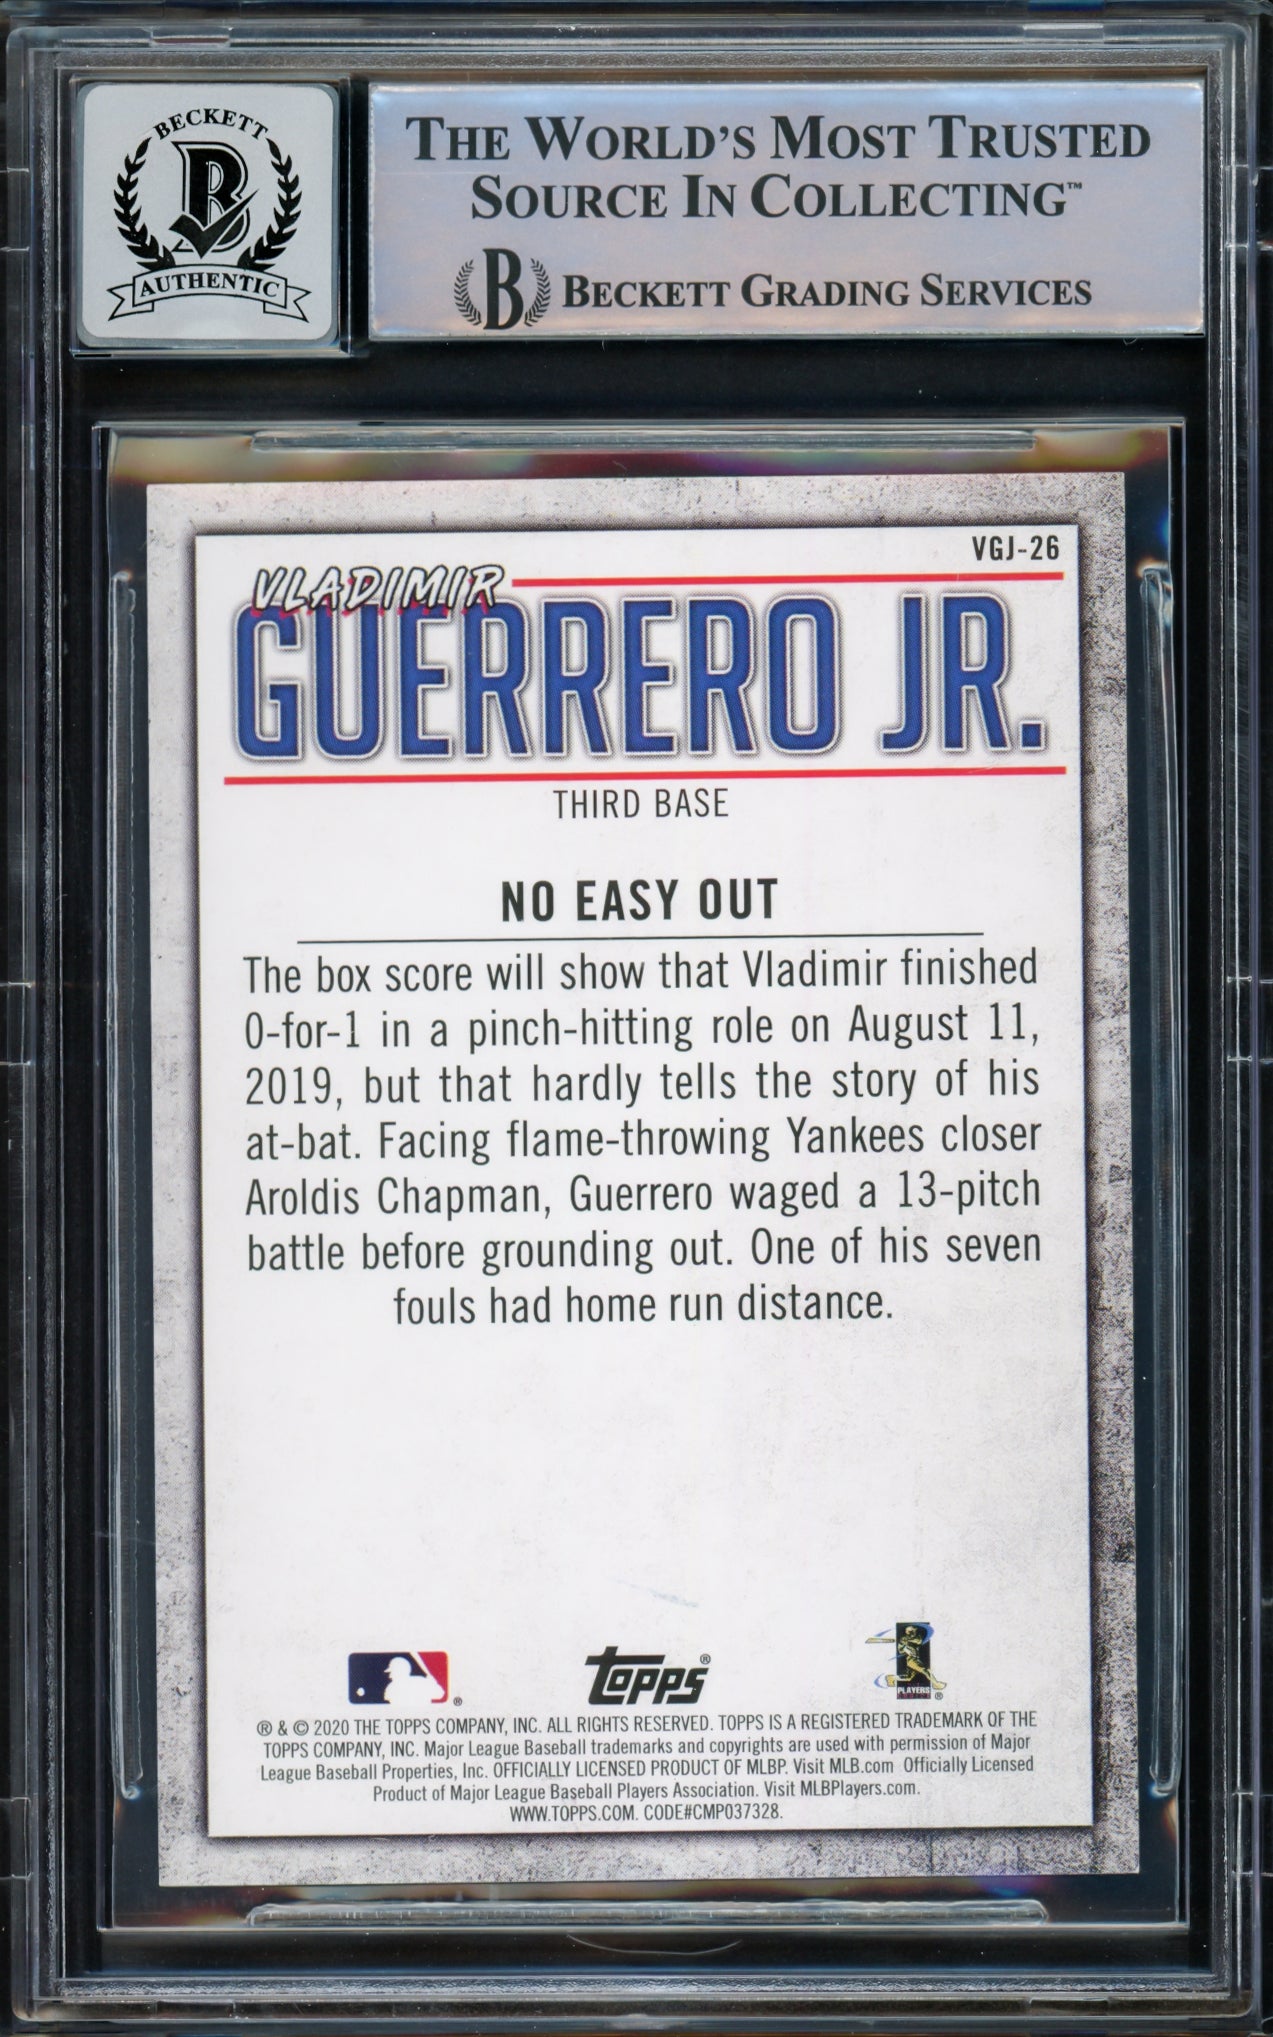 BECKETT
B
AUTHENTIC
THE WORLD'S MOST TRUSTED
SOURCE IN COLLECTING™
B BECKETT GRADING SERVICES
VGJ-26
VLADIMIR
GUERRERO JR.
THIRD BASE
NO EASY OUT
The box score will show that Vladimir finished
0-for-1 in a pinch-hitting role on August 11,
2019, but that hardly tells the story of his
at-bat. Facing flame-throwing Yankees closer
Aroldis Chapman, Guerrero waged a 13-pitch
battle before grounding out. One of his seven
fouls had home run distance.
®
topps®
PLAYERS
®
® & © 2020 THE TOPPS COMPANY, INC. ALL RIGHTS RESERVED. TOPPS IS A REGISTERED TRADEMARK OF THE
TOPPS COMPANY, INC. Major League Baseball trademarks and copyrights are used with permission of Major
League Baseball Properties, Inc. OFFICIALLY LICENSED PRODUCT OF MLBP. Visit MLB.com Officially Licensed
Product of Major League Baseball Players Association. Visit MLBPlayers.com.
WWW.TOPPS.COM. CODE#CMP037328.